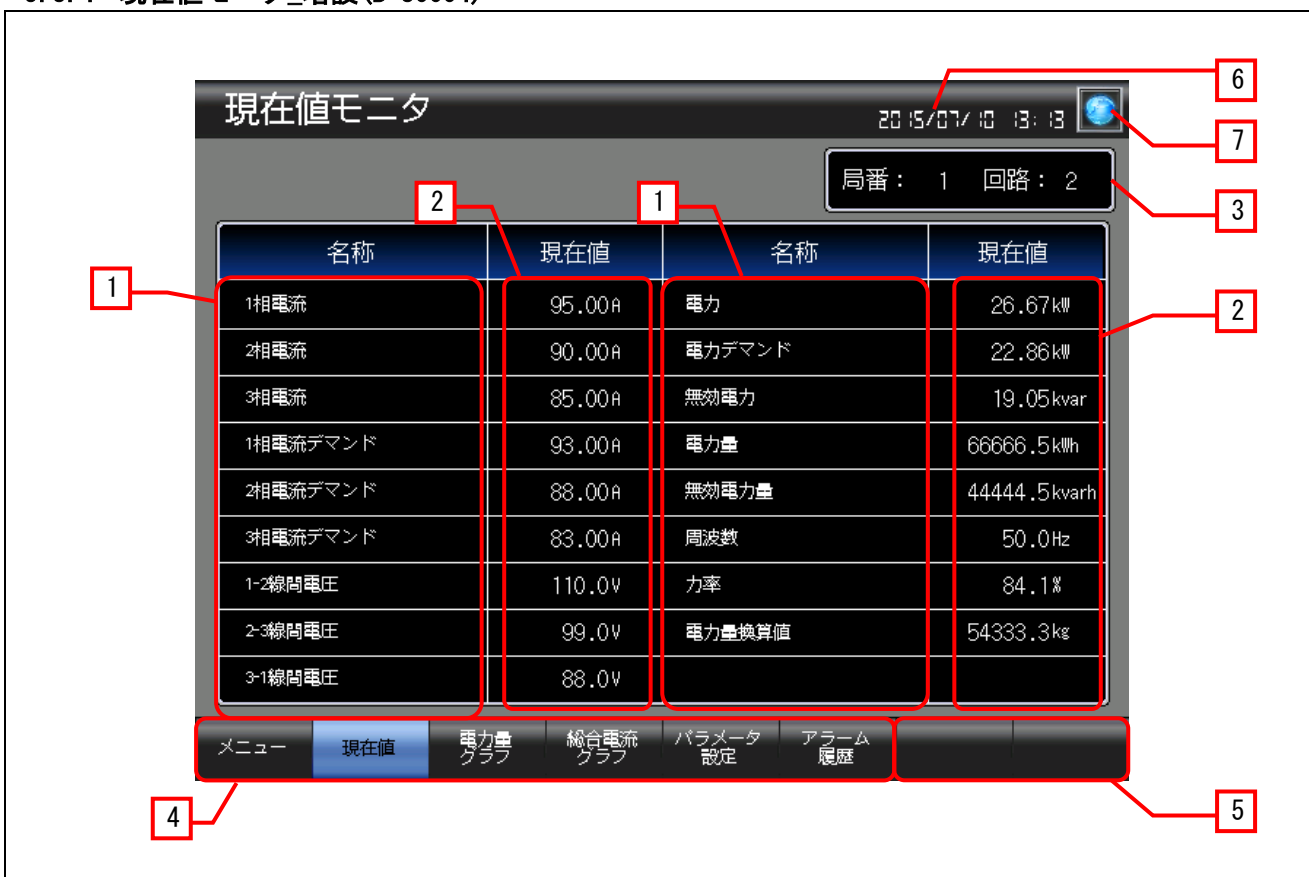 現在値モニタ
2015/07/10 13:13
6
7
局番： 1 回路： 2
3
2
1
名称 現在値 名称 現在値
1
1相電流 95.00A 電力 26.67kW
2
2相電流 90.00A 電力デマンド 22.86kW
3相電流 85.00A 無効電力 19.05kvar
1相電流デマンド 93.00A 電力量 66666.5kWh
2相電流デマンド 88.00A 無効電力量 44444.5kvarh
3相電流デマンド 83.00A 周波数 50.0Hz
1-2線間電圧 110.0V 力率 84.1%
2-3線間電圧 99.0V 電力量換算値 54333.3kg
3-1線間電圧 88.0V
メニュー 現在値 電力量グラフ 総合電流グラフ パラメータ設定 アラーム履歴
4
5